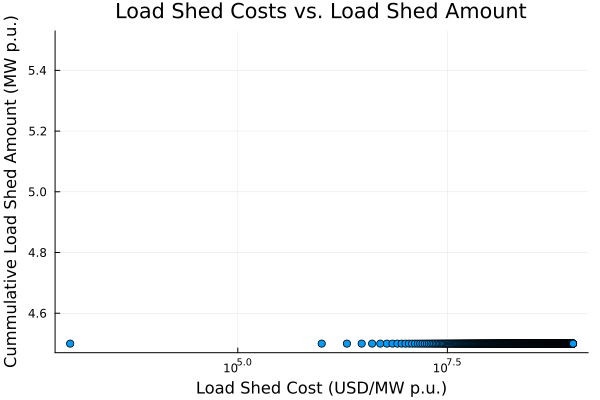 Load Shed Costs vs. Load Shed Amount
Cummulative Load Shed Amount (MW p.u.)
5.4
5.2
5.0
4.8
4.6
10^5.0
10^7.5
Load Shed Cost (USD/MW p.u.)